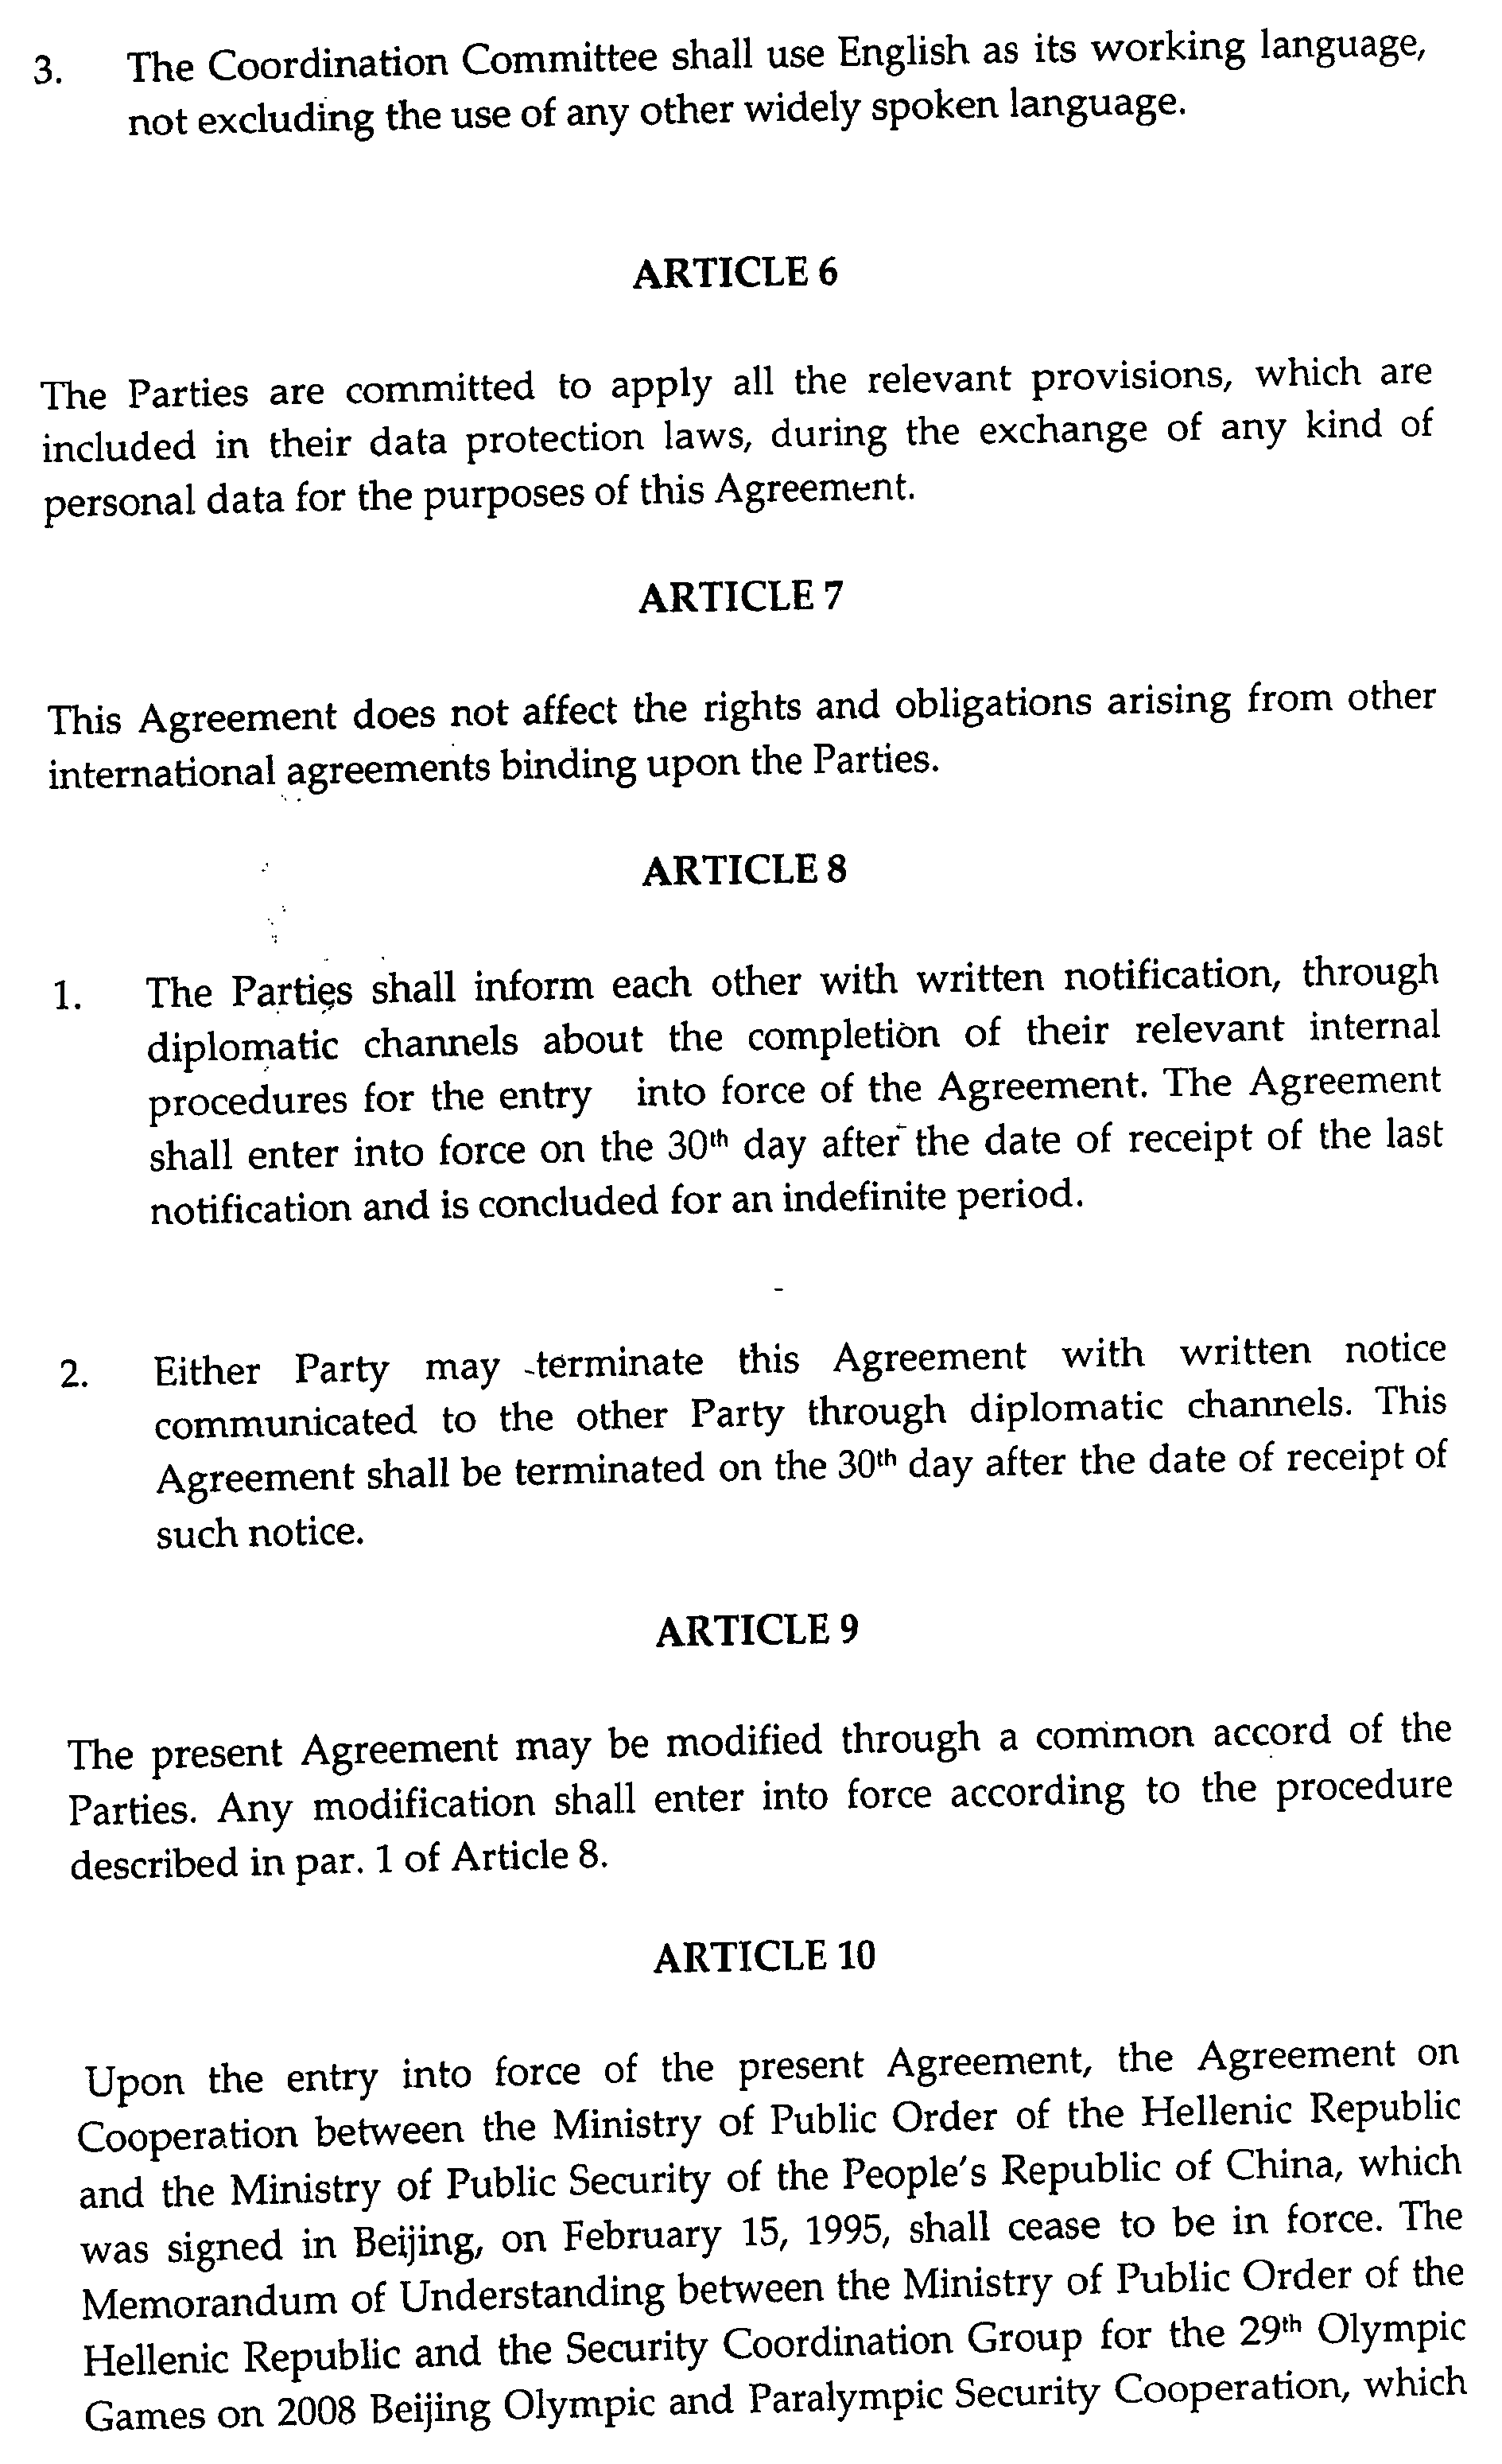 3. The Coordination Committee shall use English as its working language,
not excluding the use of any other widely spoken language.
ARTICLE 6
The Parties are committed to apply all the relevant provisions, which are
included in their data protection laws, during the exchange of any kind of
personal data for the purposes of this Agreement.
ARTICLE 7
This Agreement does not affect the rights and obligations arising from other
international agreements binding upon the Parties.
ARTICLE 8
1. The Parties shall inform each other with written notification, through
diplomatic channels about the completion of their relevant internal
procedures for the entry into force of the Agreement. The Agreement
shall enter into force on the 30th day after the date of receipt of the last
notification and is concluded for an indefinite period.
2. Either Party may terminate this Agreement with written notice
communicated to the other Party through diplomatic channels. This
Agreement shall be terminated on the 30th day after the date of receipt of
such notice.
ARTICLE 9
The present Agreement may be modified through a common accord of the
Parties. Any modification shall enter into force according to the procedure
described in par. 1 of Article 8.
ARTICLE 10
Upon the entry into force of the present Agreement, the Agreement on
Cooperation between the Ministry of Public Order of the Hellenic Republic
and the Ministry of Public Security of the People's Republic of China, which
was signed in Beijing, on February 15, 1995, shall cease to be in force. The
Memorandum of Understanding between the Ministry of Public Order of the
Hellenic Republic and the Security Coordination Group for the 29th Olympic
Games on 2008 Beijing Olympic and Paralympic Security Cooperation, which